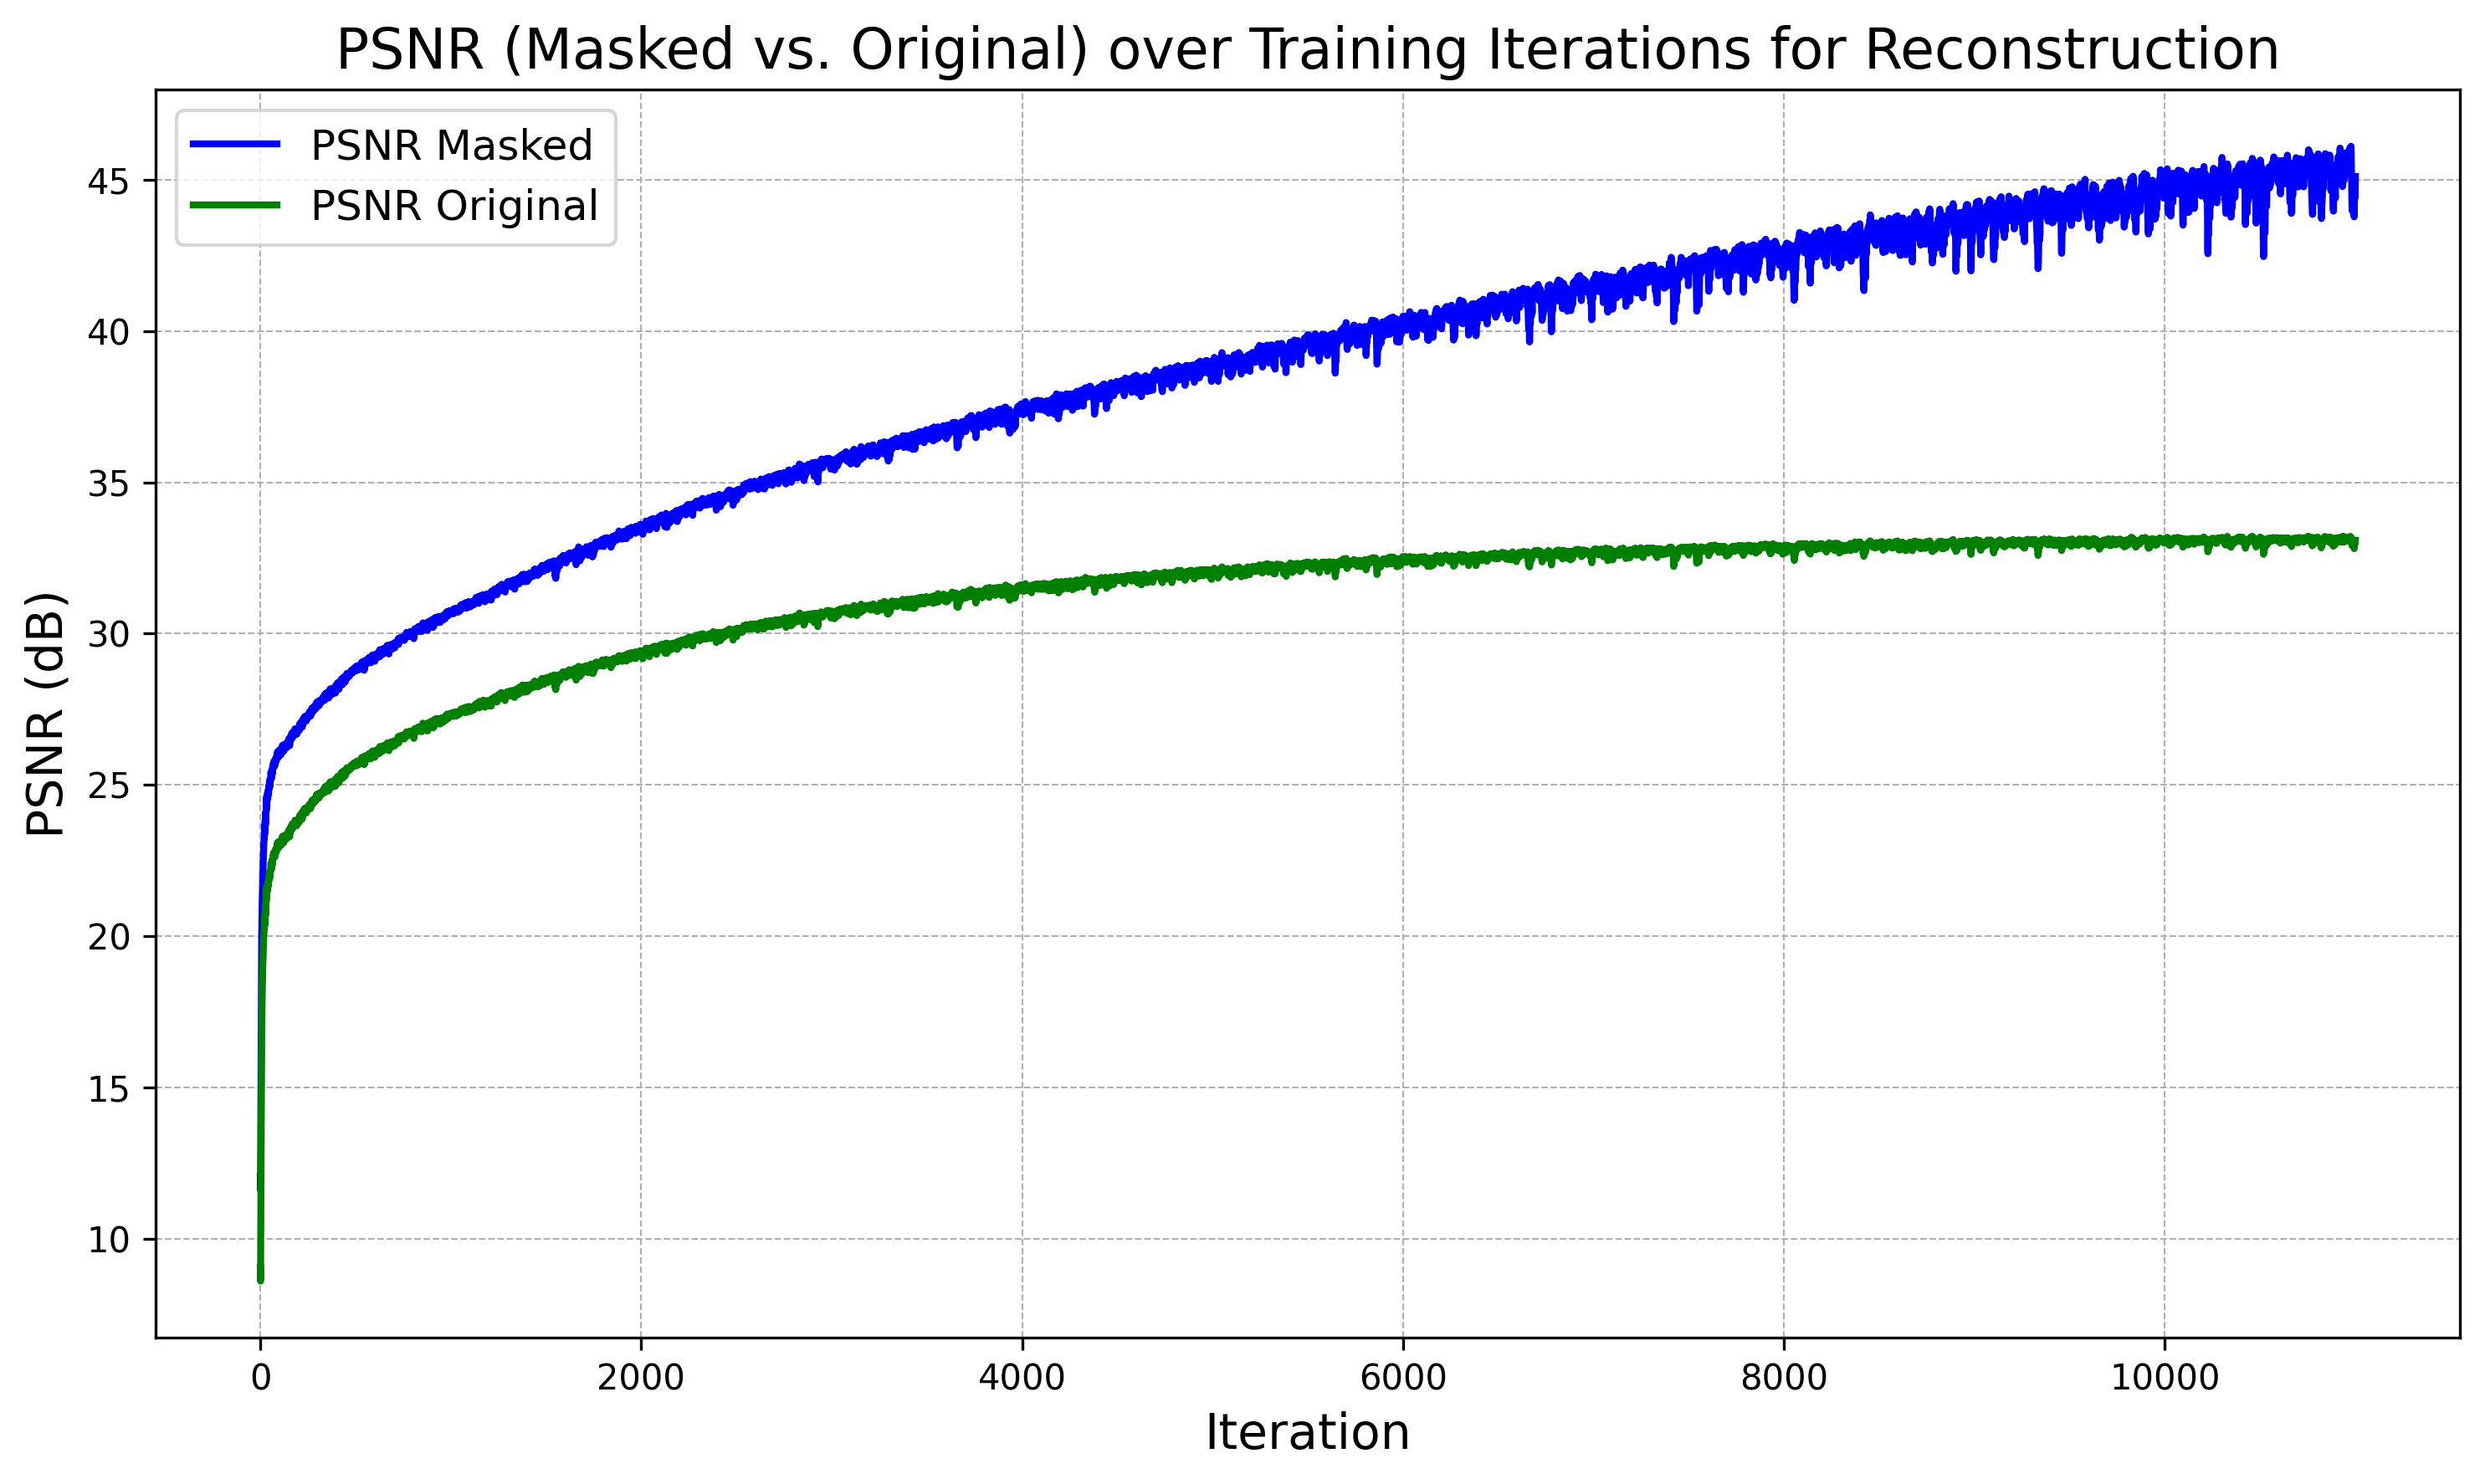 PSNR (Masked vs. Original) over Training Iterations for Reconstruction
PSNR Masked
PSNR Original
PSNR (dB)
45
40
35
30
25
20
15
10
0 2000 4000 6000 8000 10000
Iteration